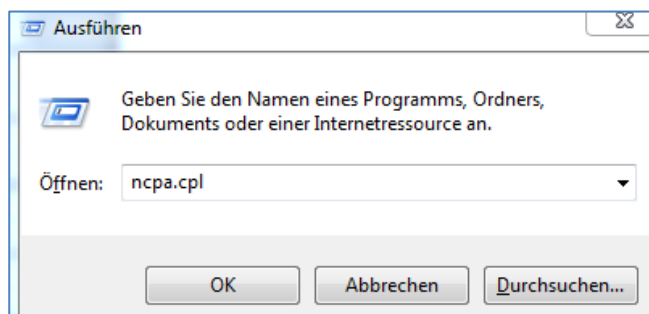 Ausführen
Geben Sie den Namen eines Programms, Ordners,
Dokuments oder einer Internetressource an.
Öffnen: ncpa.cpl
OK Abbrechen Durchsuchen...